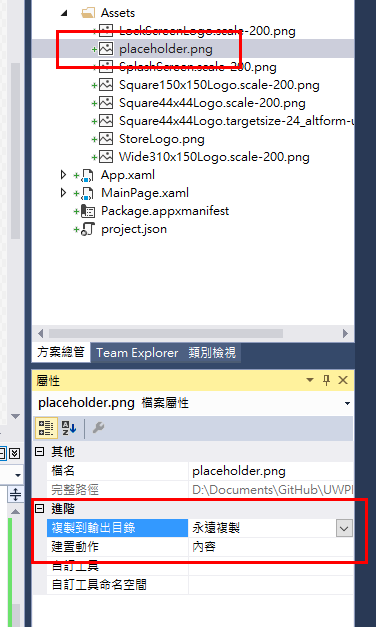 Assets
LockScreenLogo.scale-200.png
placeholder.png
SplashScreen.scale-200.png
Square150x150Logo.scale-200.png
Square44x44Logo.scale-200.png
Square44x44Logo.targetsize-24_altform-u
StoreLogo.png
Wide310x150Logo.scale-200.png
App.xaml
MainPage.xaml
Package.appxmanifest
project.json
方案總管 Team Explorer 類別檢視
屬性
placeholder.png 檔案屬性
其他
檔名 placeholder.png
完整路徑 D:\Documents\GitHub\UWP
進階
複製到輸出目錄 永遠複製
建置動作 內容
自訂工具
自訂工具命名空間